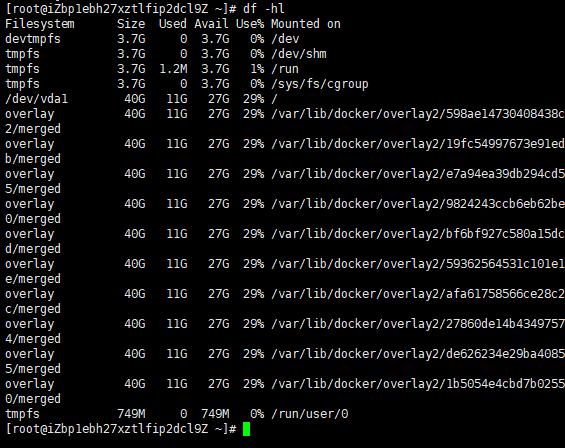 [root@iZbp1ebh27xztlfip2dcl9Z ~]# df -hl
Filesystem      Size  Used Avail Use% Mounted on
devtmpfs        3.7G     0  3.7G   0% /dev
tmpfs           3.7G     0  3.7G   0% /dev/shm
tmpfs           3.7G  1.2M  3.7G   1% /run
tmpfs           3.7G     0  3.7G   0% /sys/fs/cgroup
/dev/vda1        40G   11G   27G  29% /
overlay          40G   11G   27G  29% /var/lib/docker/overlay2/598ae14730408438c
2/merged
overlay          40G   11G   27G  29% /var/lib/docker/overlay2/19fc54997673e91ed
b/merged
overlay          40G   11G   27G  29% /var/lib/docker/overlay2/e7a94ea39db294cd5
5/merged
overlay          40G   11G   27G  29% /var/lib/docker/overlay2/9824243ccb6eb62be
0/merged
overlay          40G   11G   27G  29% /var/lib/docker/overlay2/bf6bf927c580a15dc
d/merged
overlay          40G   11G   27G  29% /var/lib/docker/overlay2/59362564531c101e1
e/merged
overlay          40G   11G   27G  29% /var/lib/docker/overlay2/afa61758566ce28c2
c/merged
overlay          40G   11G   27G  29% /var/lib/docker/overlay2/27860de14b4349757
4/merged
overlay          40G   11G   27G  29% /var/lib/docker/overlay2/de626234e29ba4085
5/merged
overlay          40G   11G   27G  29% /var/lib/docker/overlay2/1b5054e4cbd7b0255
0/merged
tmpfs           749M     0  749M   0% /run/user/0
[root@iZbp1ebh27xztlfip2dcl9Z ~]#